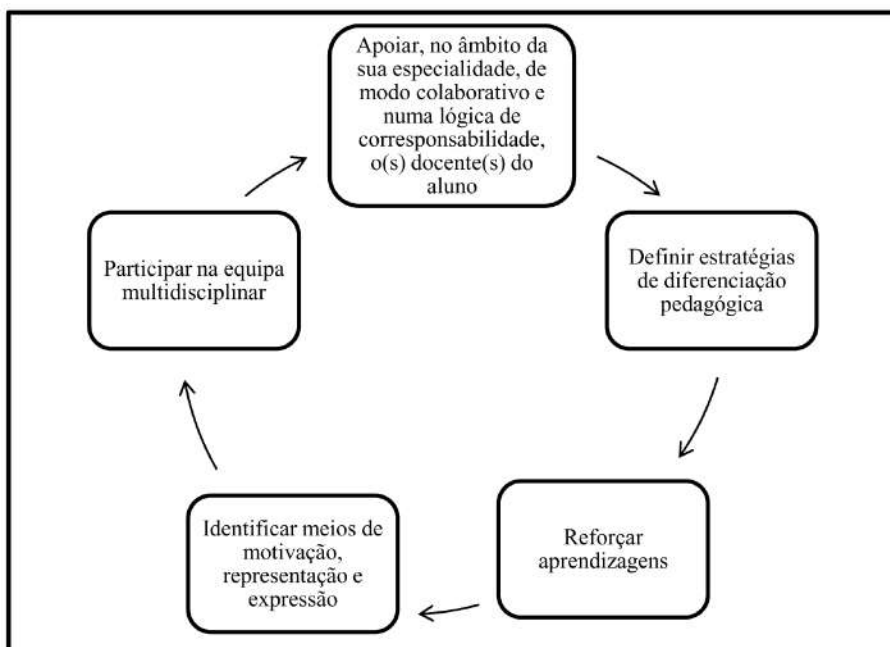 Apoiar, no âmbito da
sua especialidade, de
modo colaborativo e
numa lógica de
corresponsabilidade,
o(s) docente(s) do
aluno
Definir estratégias
de diferenciação
pedagógica
Reforçar
aprendizagens
Identificar meios de
motivação,
representação e
expressão
Participar na equipa
multidisciplinar